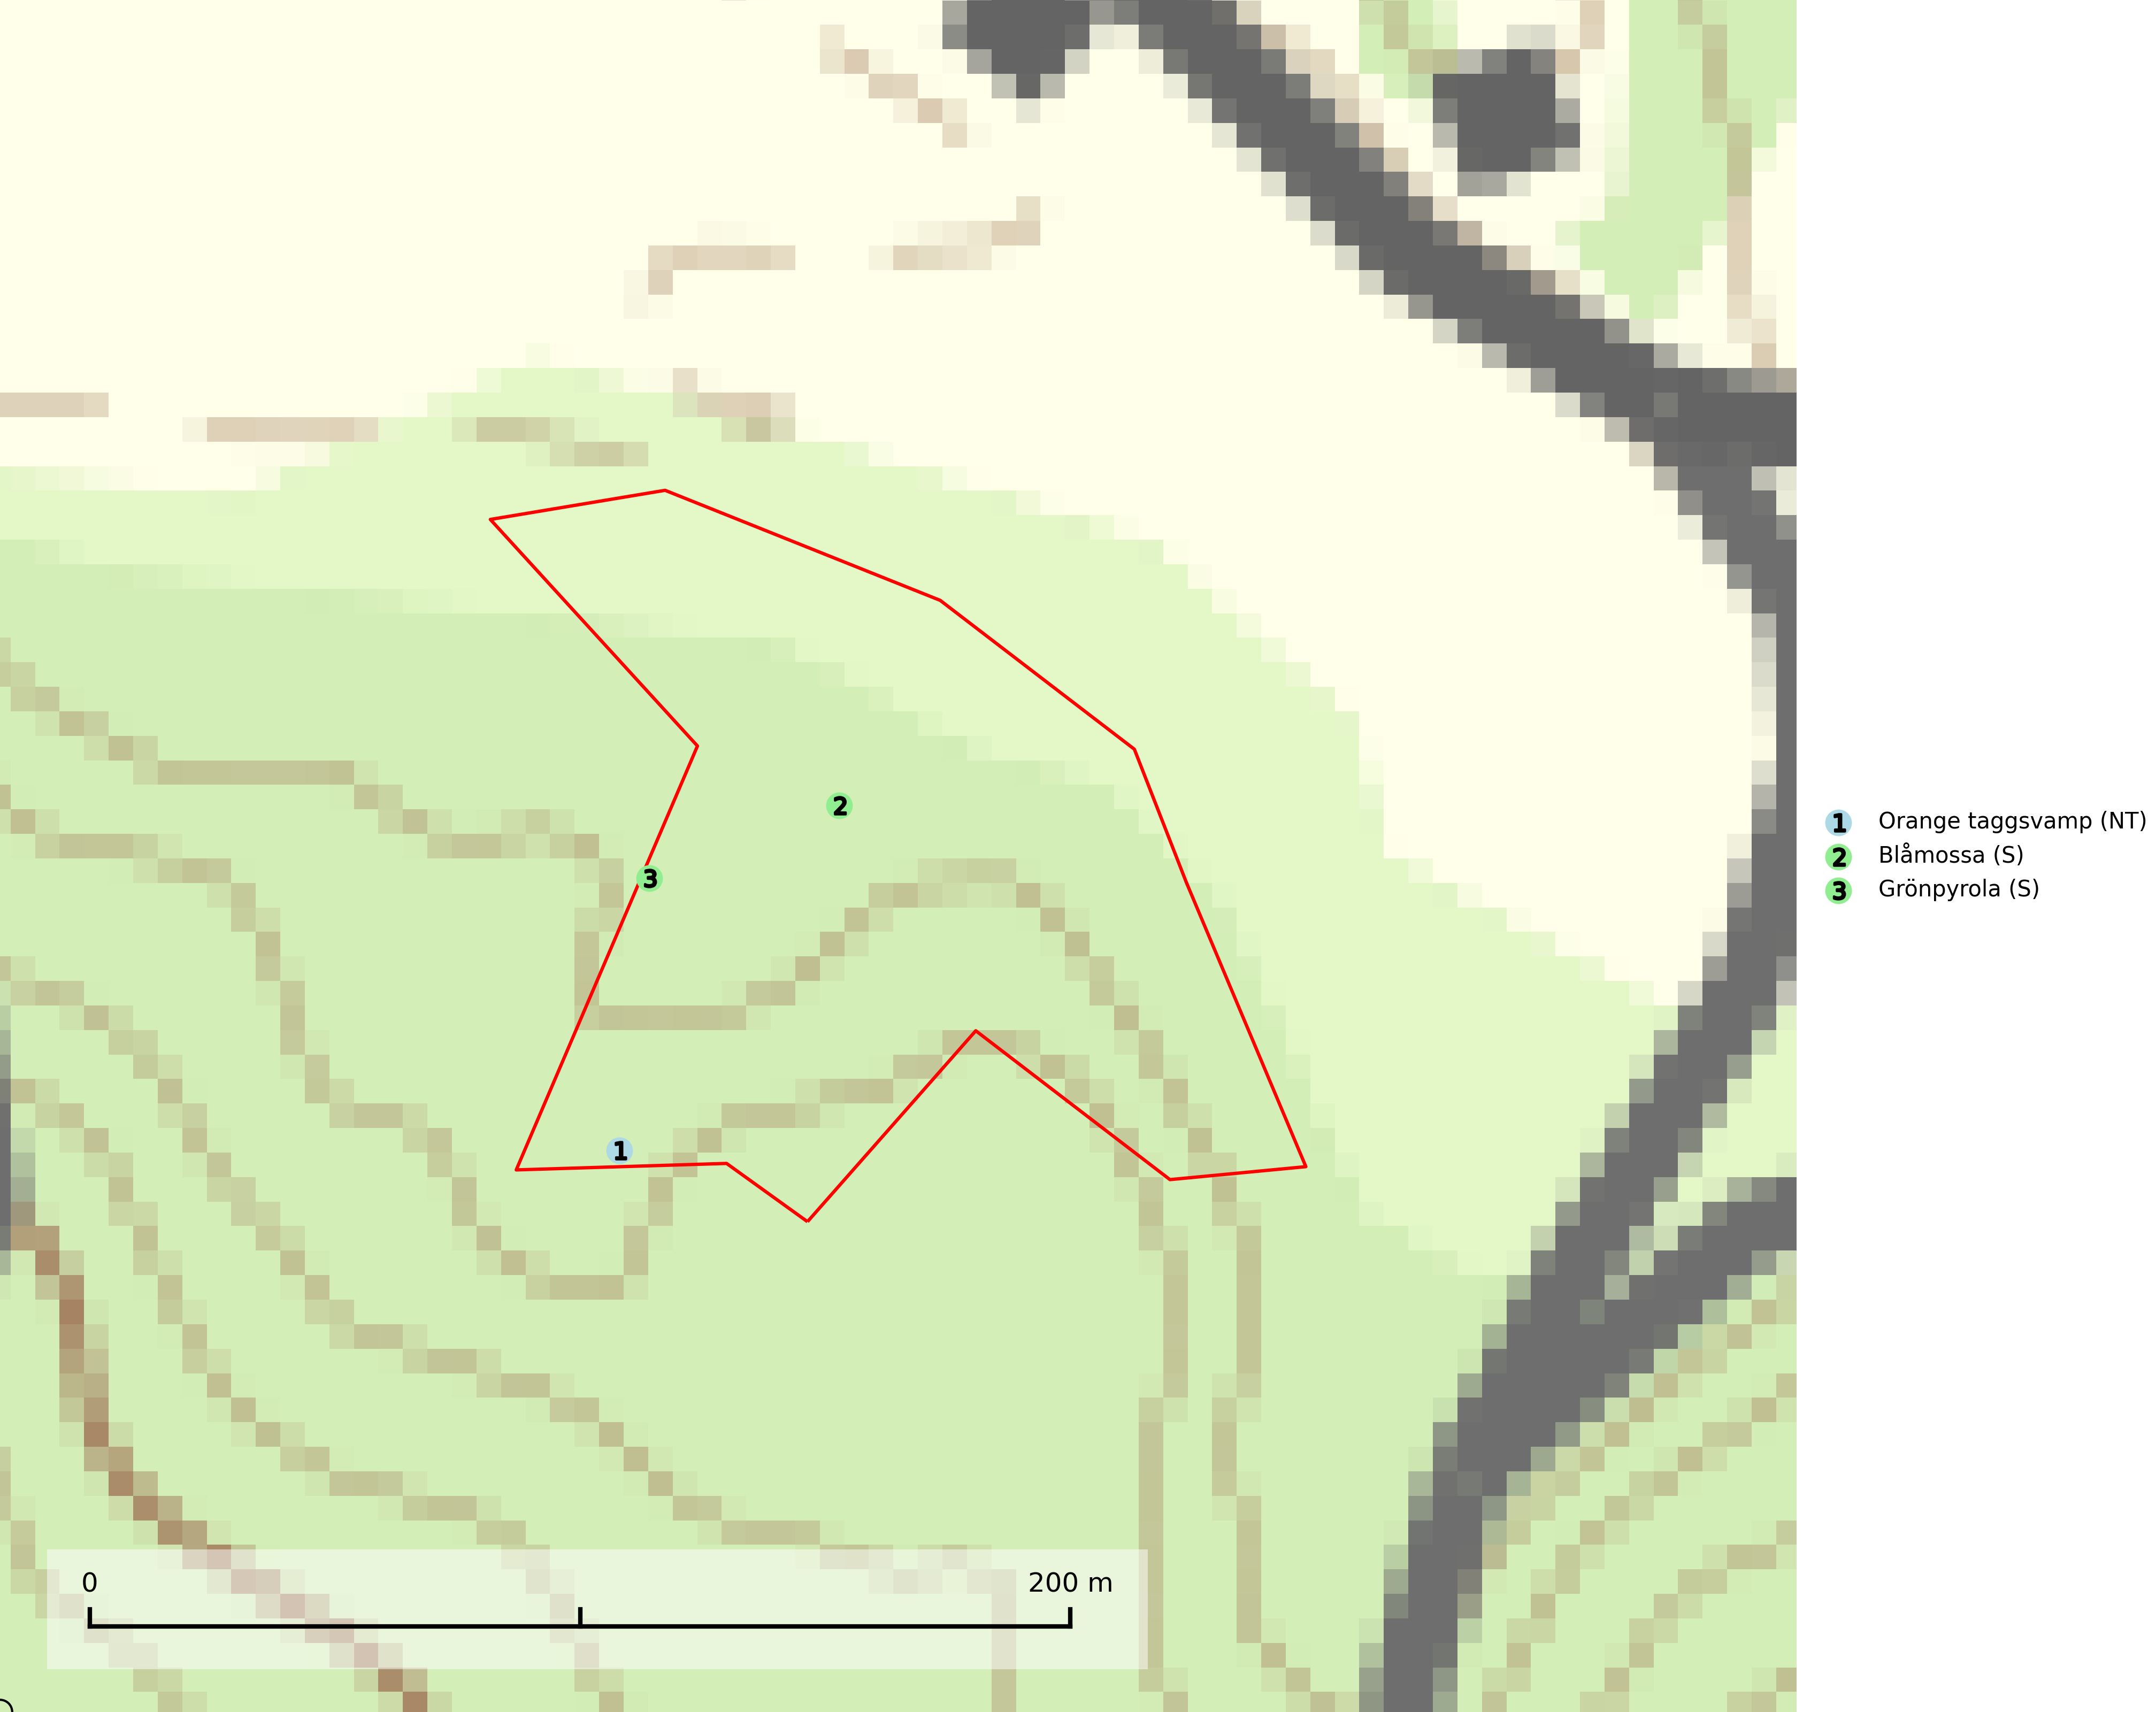 2
3
1
1 Orange taggsvamp (NT)
2 Blåmossa (S)
3 Grönpyrola (S)
0 200 m